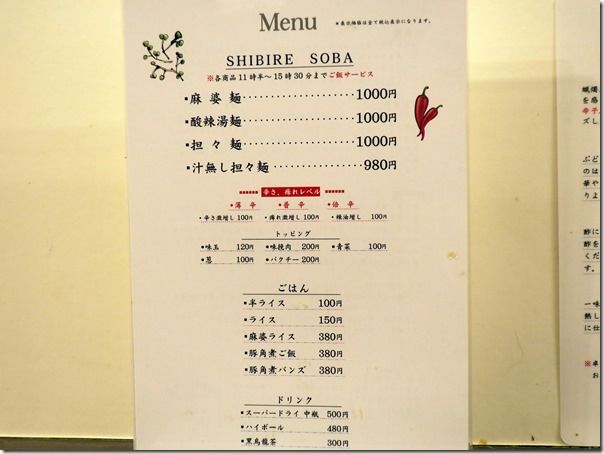 Menu
＊表示価格は全て税込表示になります。
SHIBIRE SOBA
※各商品11時半～15時30分までご飯サービス
▪麻婆麺 1000円
▪酸辣湯麺 1000円
▪担々麺 1000円
▪汁無し担々麺 980円
辛さ、痺れレベル
•薄辛 •普辛 •倍辛
•辛さ激増し 100円 •痺れ激増し 100円 •辣油増し 100円
トッピング
▪味玉 120円 ▪味挽肉 200円 ▪青菜 100円
▪葱 100円 ▪パクチー 200円
ごはん
▪半ライス 100円
▪ライス 150円
▪麻婆ライス 380円
▪豚角煮ご飯 380円
▪豚角煮バンズ 380円
ドリンク
▪スーパードライ 中瓶 500円
▪ハイボール 480円
▪黒烏龍茶 300円